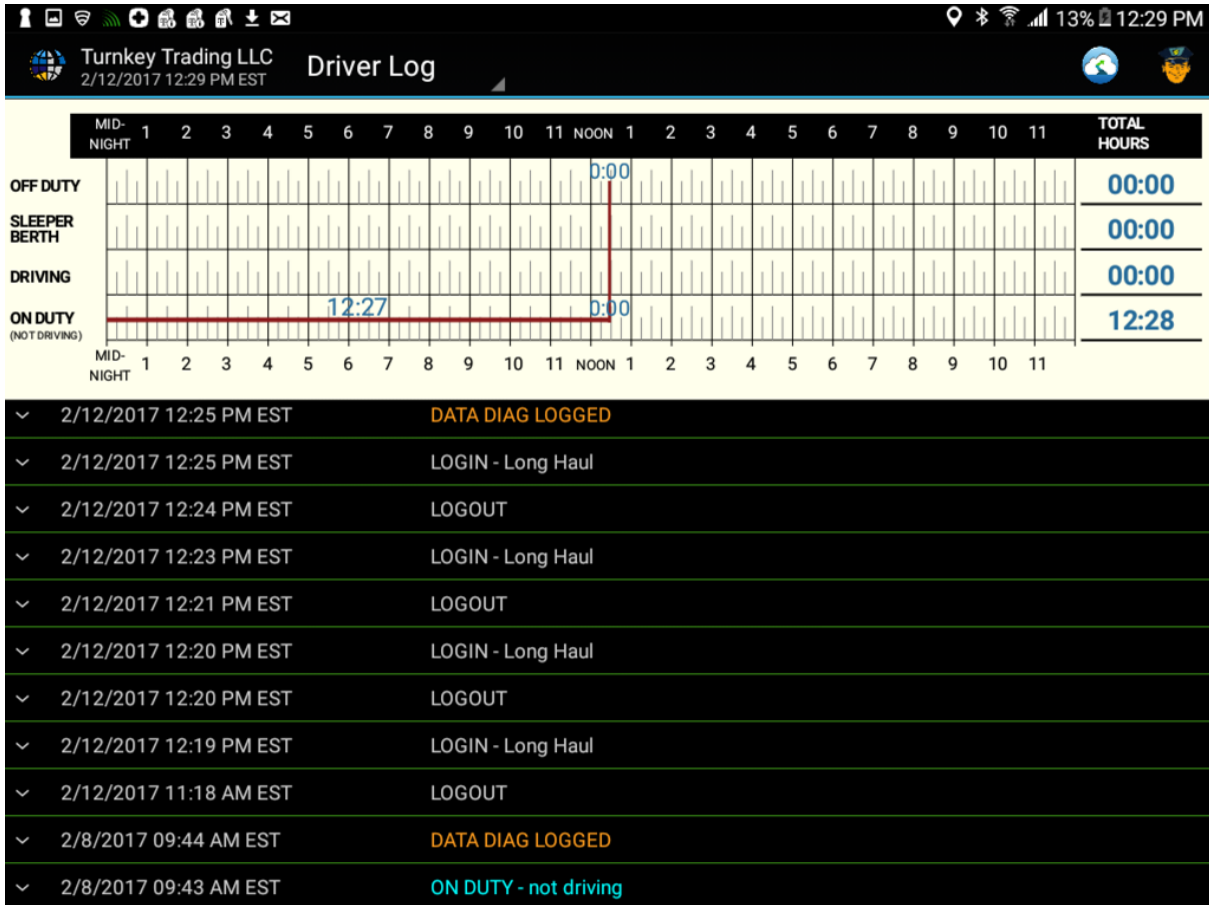 13% 12:29 PM
Turnkey Trading LLC
2/12/2017 12:29 PM EST
Driver Log
MID-NIGHT 1 2 3 4 5 6 7 8 9 10 11 NOON 1 2 3 4 5 6 7 8 9 10 11 TOTAL HOURS
0:00
OFF DUTY 00:00
SLEEPER BERTH 00:00
DRIVING 00:00
12:27 0:00
ON DUTY (NOT DRIVING) 12:28
MID-NIGHT 1 2 3 4 5 6 7 8 9 10 11 NOON 1 2 3 4 5 6 7 8 9 10 11
2/12/2017 12:25 PM EST DATA DIAG LOGGED
2/12/2017 12:25 PM EST LOGIN - Long Haul
2/12/2017 12:24 PM EST LOGOUT
2/12/2017 12:23 PM EST LOGIN - Long Haul
2/12/2017 12:21 PM EST LOGOUT
2/12/2017 12:20 PM EST LOGIN - Long Haul
2/12/2017 12:20 PM EST LOGOUT
2/12/2017 12:19 PM EST LOGIN - Long Haul
2/12/2017 11:18 AM EST LOGOUT
2/8/2017 09:44 AM EST DATA DIAG LOGGED
2/8/2017 09:43 AM EST ON DUTY - not driving